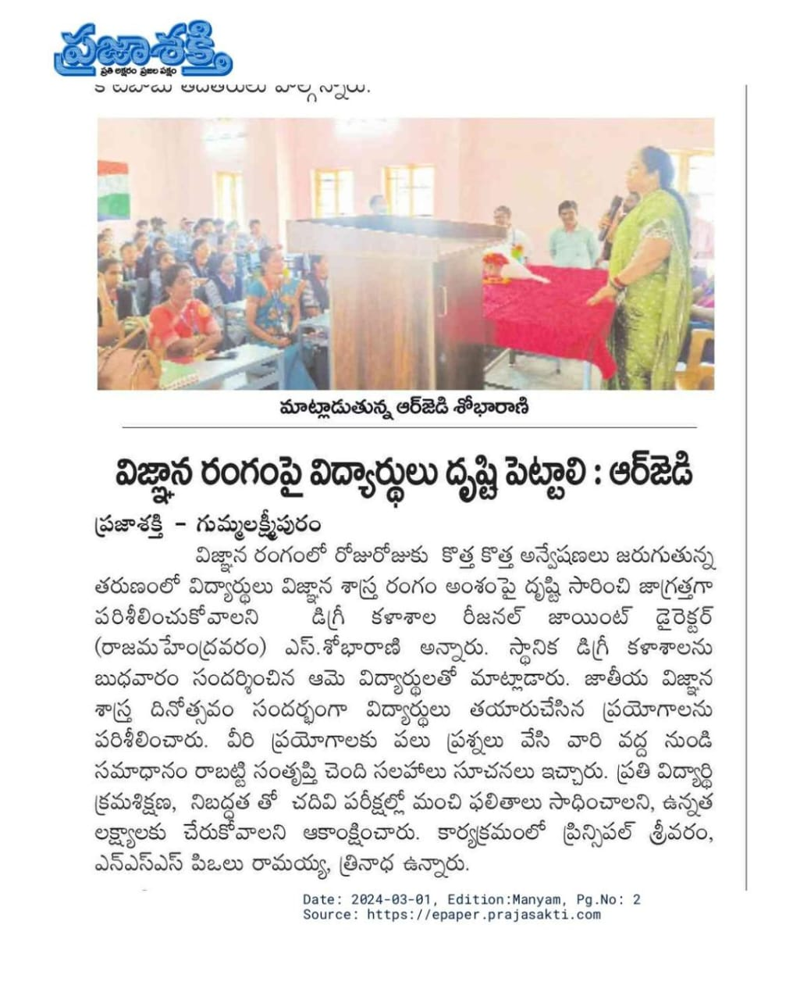 ప్రజాశక్తి
ప్రతి అక్షరం ప్రజల పక్షం
పాల్గొన్నారు.
మాట్లాడుతున్న ఆర్‌జెడి శోభారాణి
విజ్ఞాన రంగంపై విద్యార్థులు దృష్టి పెట్టాలి : ఆర్‌జెడి
ప్రజాశక్తి - గుమ్మలక్ష్మీపురం
విజ్ఞాన రంగంలో రోజురోజుకు కొత్త కొత్త అన్వేషణలు జరుగుతున్న
తరుణంలో విద్యార్థులు విజ్ఞాన శాస్త్ర రంగం అంశంపై దృష్టి సారించి జాగ్రత్తగా
పరిశీలించుకోవాలని డిగ్రీ కళాశాల రీజనల్ జాయింట్ డైరెక్టర్
(రాజమహేంద్రవరం) ఎస్.శోభారాణి అన్నారు. స్థానిక డిగ్రీ కళాశాలను
బుధవారం సందర్శించిన ఆమె విద్యార్థులతో మాట్లాడారు. జాతీయ విజ్ఞాన
శాస్త్ర దినోత్సవం సందర్భంగా విద్యార్థులు తయారుచేసిన ప్రయోగాలను
పరిశీలించారు. వీరి ప్రయోగాలకు పలు ప్రశ్నలు వేసి వారి వద్ద నుండి
సమాధానం రాబట్టి సంతృప్తి చెంది సలహాలు సూచనలు ఇచ్చారు. ప్రతి విద్యార్థి
క్రమశిక్షణ, నిబద్ధత తో చదివి పరీక్షల్లో మంచి ఫలితాలు సాధించాలని, ఉన్నత
లక్ష్యాలకు చేరుకోవాలని ఆకాంక్షించారు. కార్యక్రమంలో ప్రిన్సిపల్ శ్రీవరం,
ఎన్ఎస్ఎస్ పిఒలు రామయ్య, త్రినాధ ఉన్నారు.
Date: 2024-03-01, Edition:Manyam, Pg.No: 2
Source: https://epaper.prajasakti.com